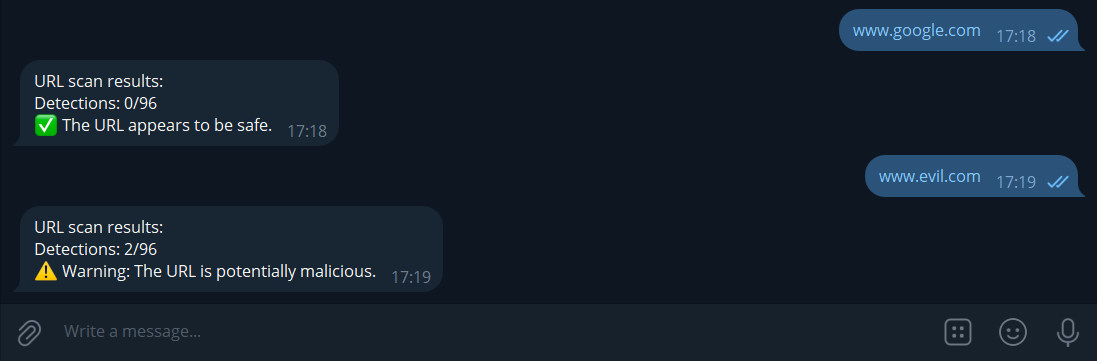 www.google.com 17:18
URL scan results:
Detections: 0/96
✅ The URL appears to be safe. 17:18
www.evil.com 17:19
URL scan results:
Detections: 2/96
⚠️ Warning: The URL is potentially malicious. 17:19
Write a message...